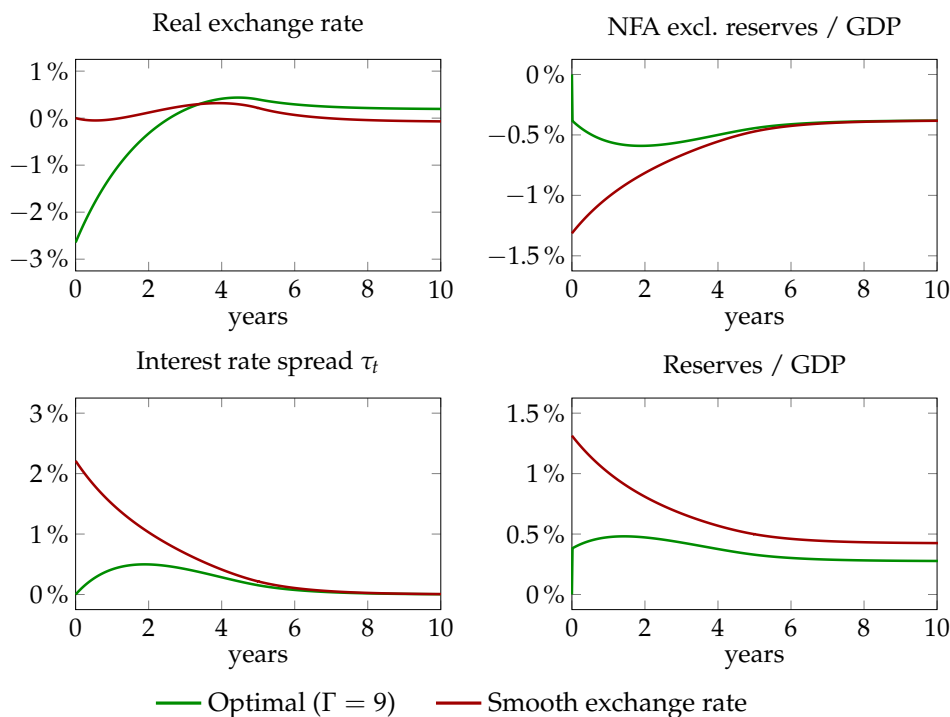 Real exchange rate
1 %
0 %
−1 %
−2 %
−3 %
0 2 4 6 8 10
years
NFA excl. reserves / GDP
0 %
−0.5 %
−1 %
−1.5 %
0 2 4 6 8 10
years
Interest rate spread τt
3 %
2 %
1 %
0 %
0 2 4 6 8 10
years
Reserves / GDP
1.5 %
1 %
0.5 %
0 %
0 2 4 6 8 10
years
Optimal (Γ = 9) Smooth exchange rate